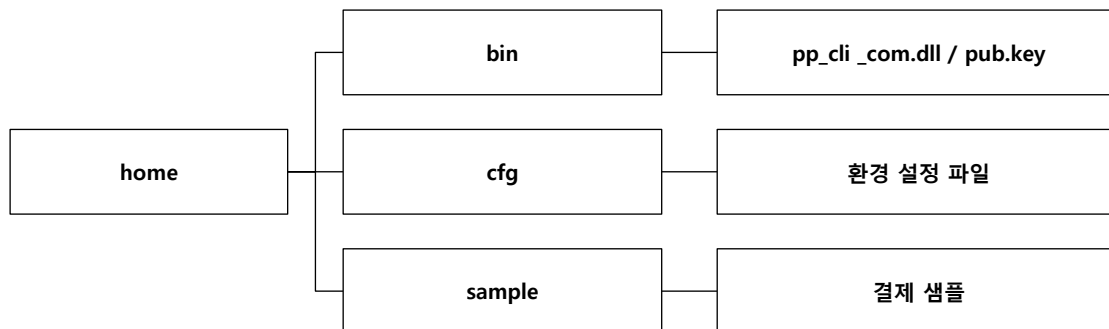 bin
pp_cli _com.dll / pub.key
home
cfg
환경 설정 파일
sample
결제 샘플